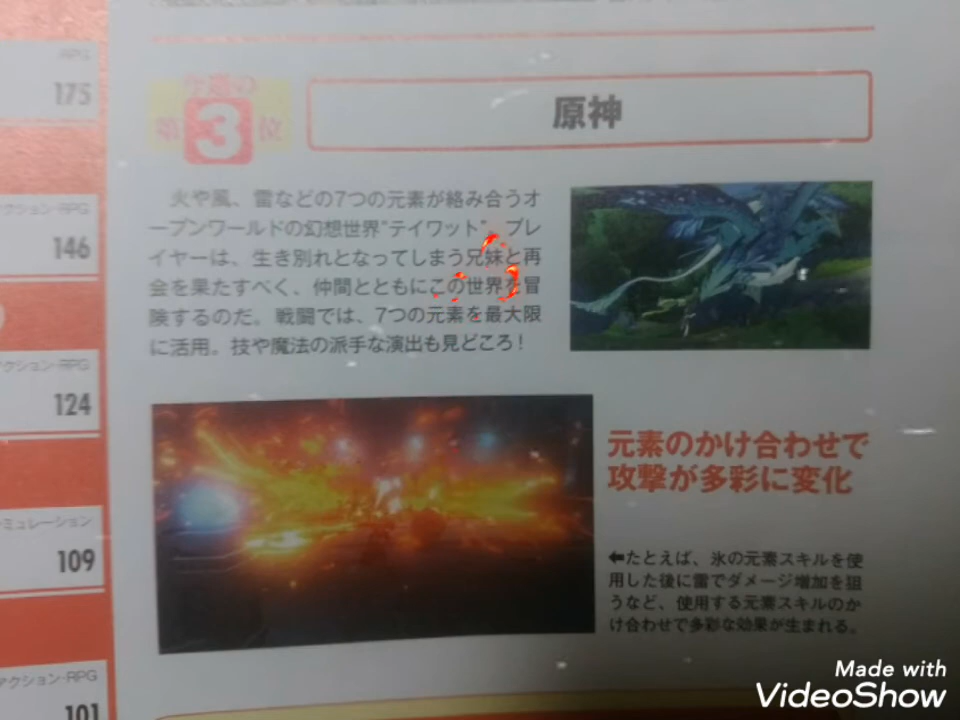 RPG
175
アクション・RPG
146
アクション・RPG
124
ミュレーション
109
アクション・RPG
101
今週の
第3位
原神
火や風、雷などの7つの元素が絡み合うオ
ープンワールドの幻想世界"テイワット"。プレ
イヤーは、生き別れとなってしまう兄妹と再
会を果たすべく、仲間とともにこの世界を冒
険するのだ。戦闘では、7つの元素を最大限
に活用。技や魔法の派手な演出も見どころ!
元素のかけ合わせで
攻撃が多彩に変化
⬅たとえば、氷の元素スキルを使
用した後に雷でダメージ増加を狙
うなど、使用する元素スキルのか
け合わせで多彩な効果が生まれる。
Made with
VideoShow